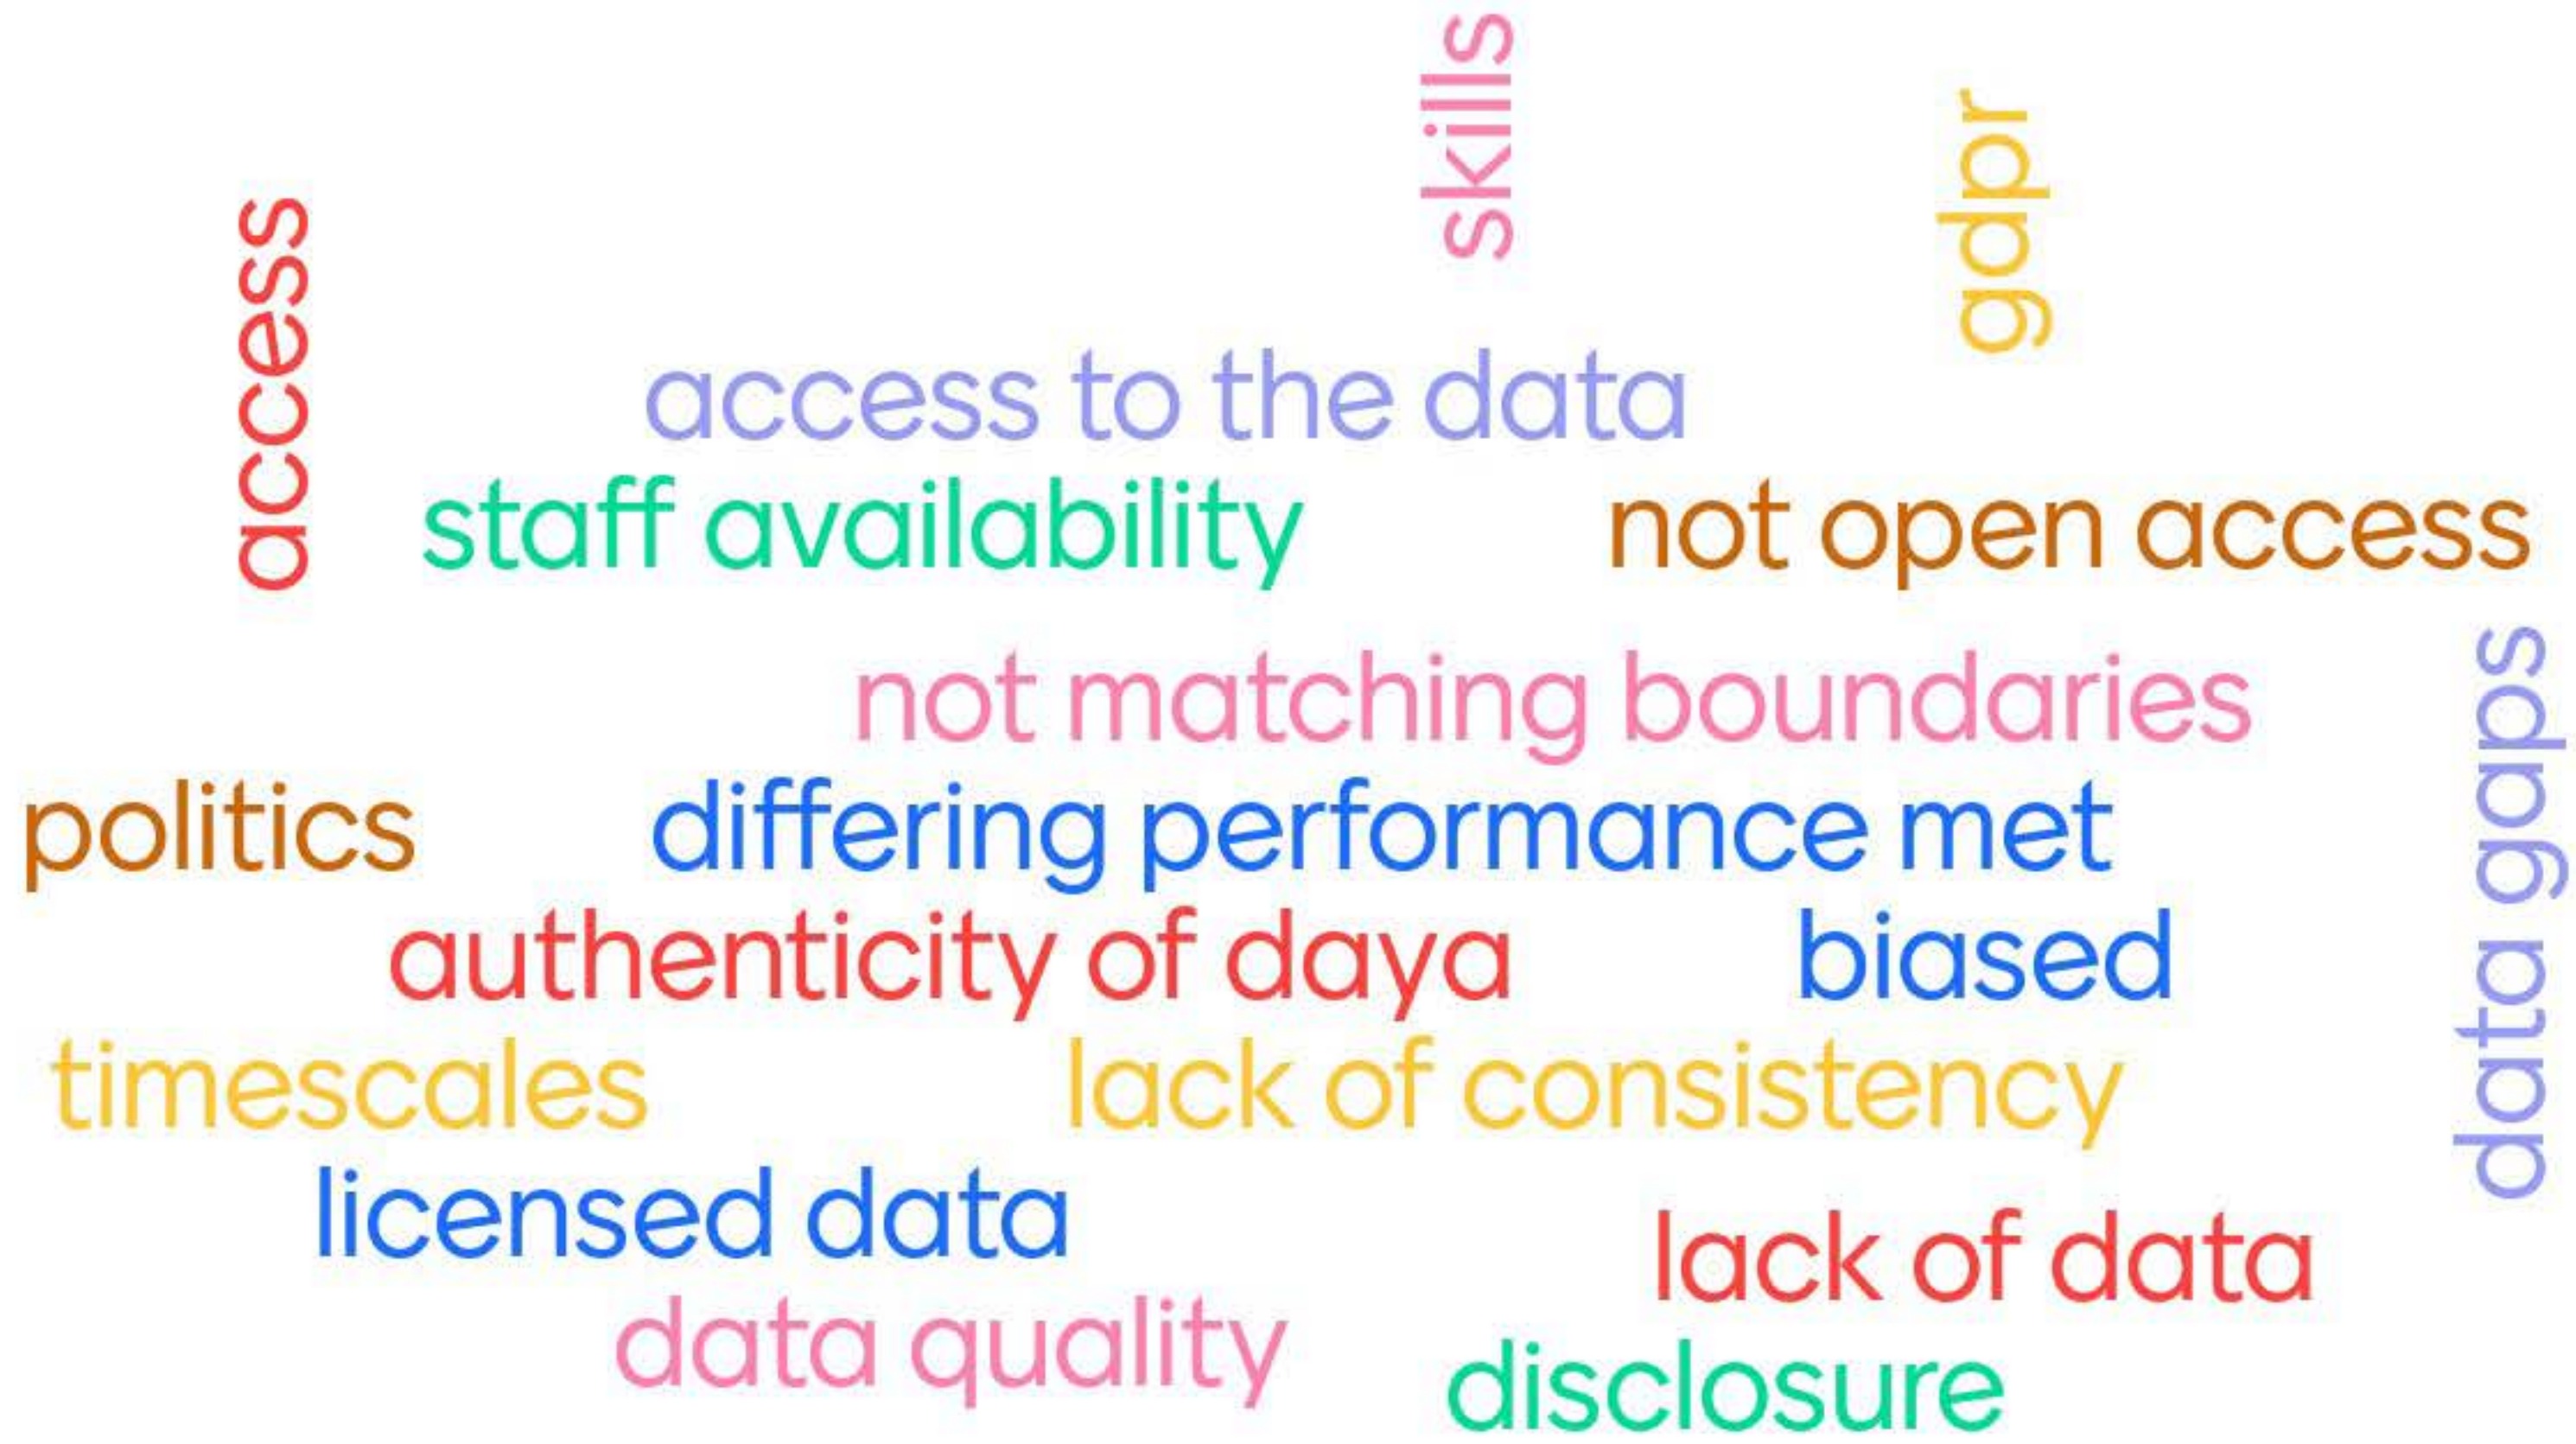 skills
gdpr
access
access to the data
staff availability
not open access
not matching boundaries
data gaps
politics
differing performance met
authenticity of daya
biased
timescales
lack of consistency
licensed data
lack of data
data quality
disclosure